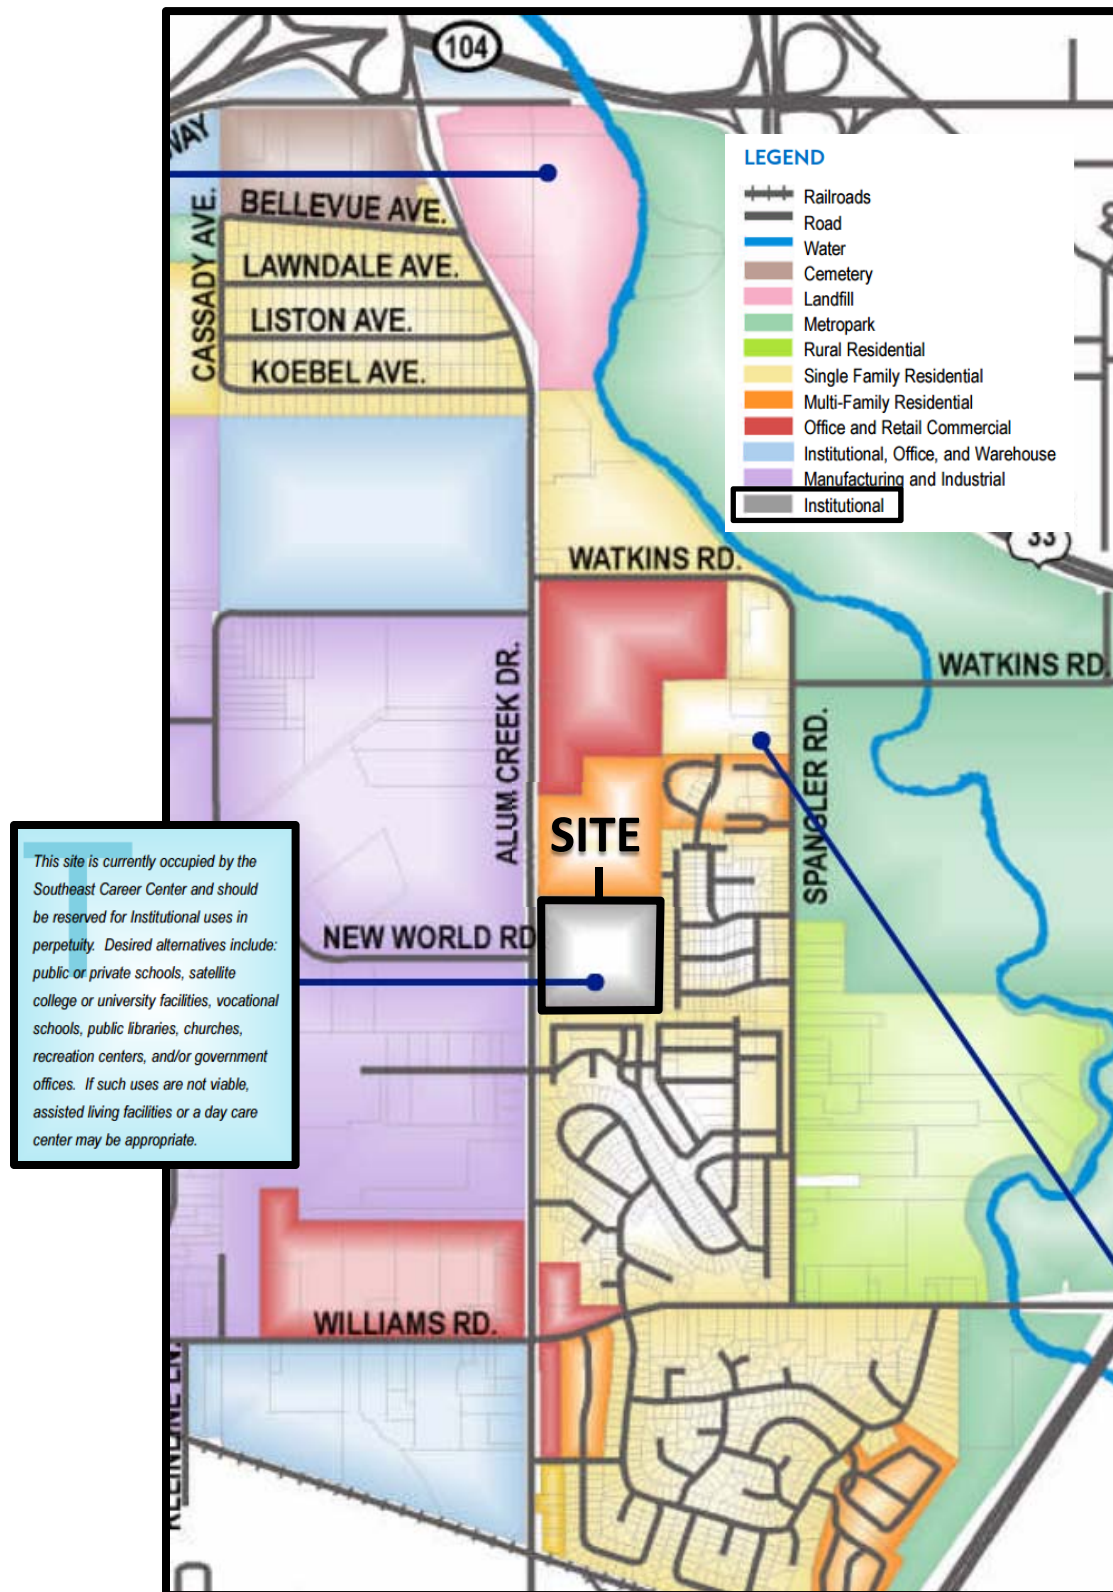 104
WAY
CASSADY AVE.
BELLEVUE AVE.
LAWNDALE AVE.
LISTON AVE.
KOEBEL AVE.
LEGEND
Railroads
Road
Water
Cemetery
Landfill
Metropark
Rural Residential
Single Family Residential
Multi-Family Residential
Office and Retail Commercial
Institutional, Office, and Warehouse
Manufacturing and Industrial
Institutional
33
WATKINS RD.
WATKINS RD.
ALUM CREEK DR.
SPANGLER RD.
SITE
NEW WORLD RD
T
This site is currently occupied by the
Southeast Career Center and should
be reserved for Institutional uses in
perpetuity. Desired alternatives include:
public or private schools, satellite
college or university facilities, vocational
schools, public libraries, churches,
recreation centers, and/or government
offices. If such uses are not viable,
assisted living facilities or a day care
center may be appropriate.
WILLIAMS RD.